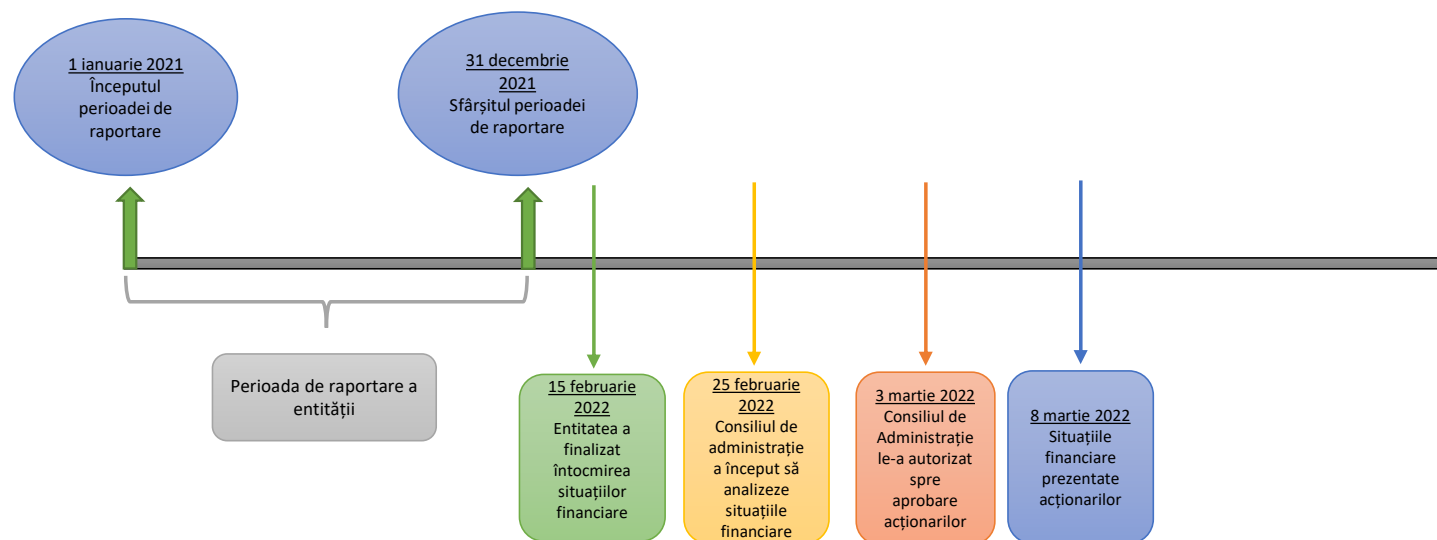 1 ianuarie 2021
Începutul
perioadei de
raportare
31 decembrie
2021
Sfârșitul perioadei
de raportare
Perioada de raportare a
entității
15 februarie
2022
Entitatea a
finalizat
întocmirea
situațiilor
financiare
25 februarie
2022
Consiliul de
administrație
a început să
analizeze
situațiile
financiare
3 martie 2022
Consiliul de
Administrație
le-a autorizat
spre
aprobare
acționarilor
8 martie 2022
Situațiile
financiare
prezentate
acționarilor